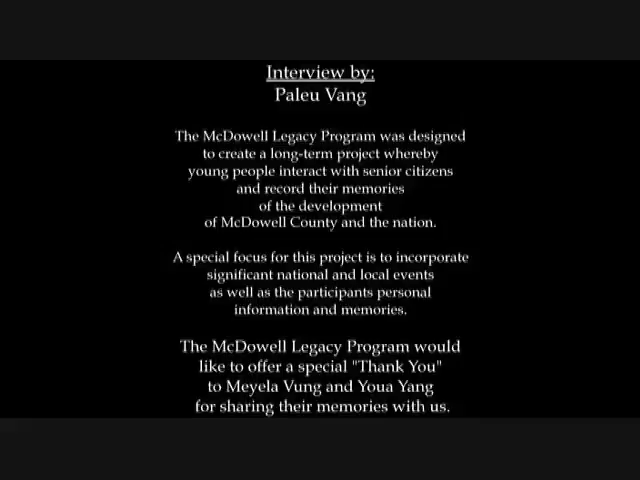 Interview by:
Paleu Vang
The McDowell Legacy Program was designed
to create a long-term project whereby
young people interact with senior citizens
and record their memories
of the development
of McDowell County and the nation.
A special focus for this project is to incorporate
significant national and local events
as well as the participants personal
information and memories.
The McDowell Legacy Program would
like to offer a special "Thank You"
to Meyela Vung and Youa Yang
for sharing their memories with us.